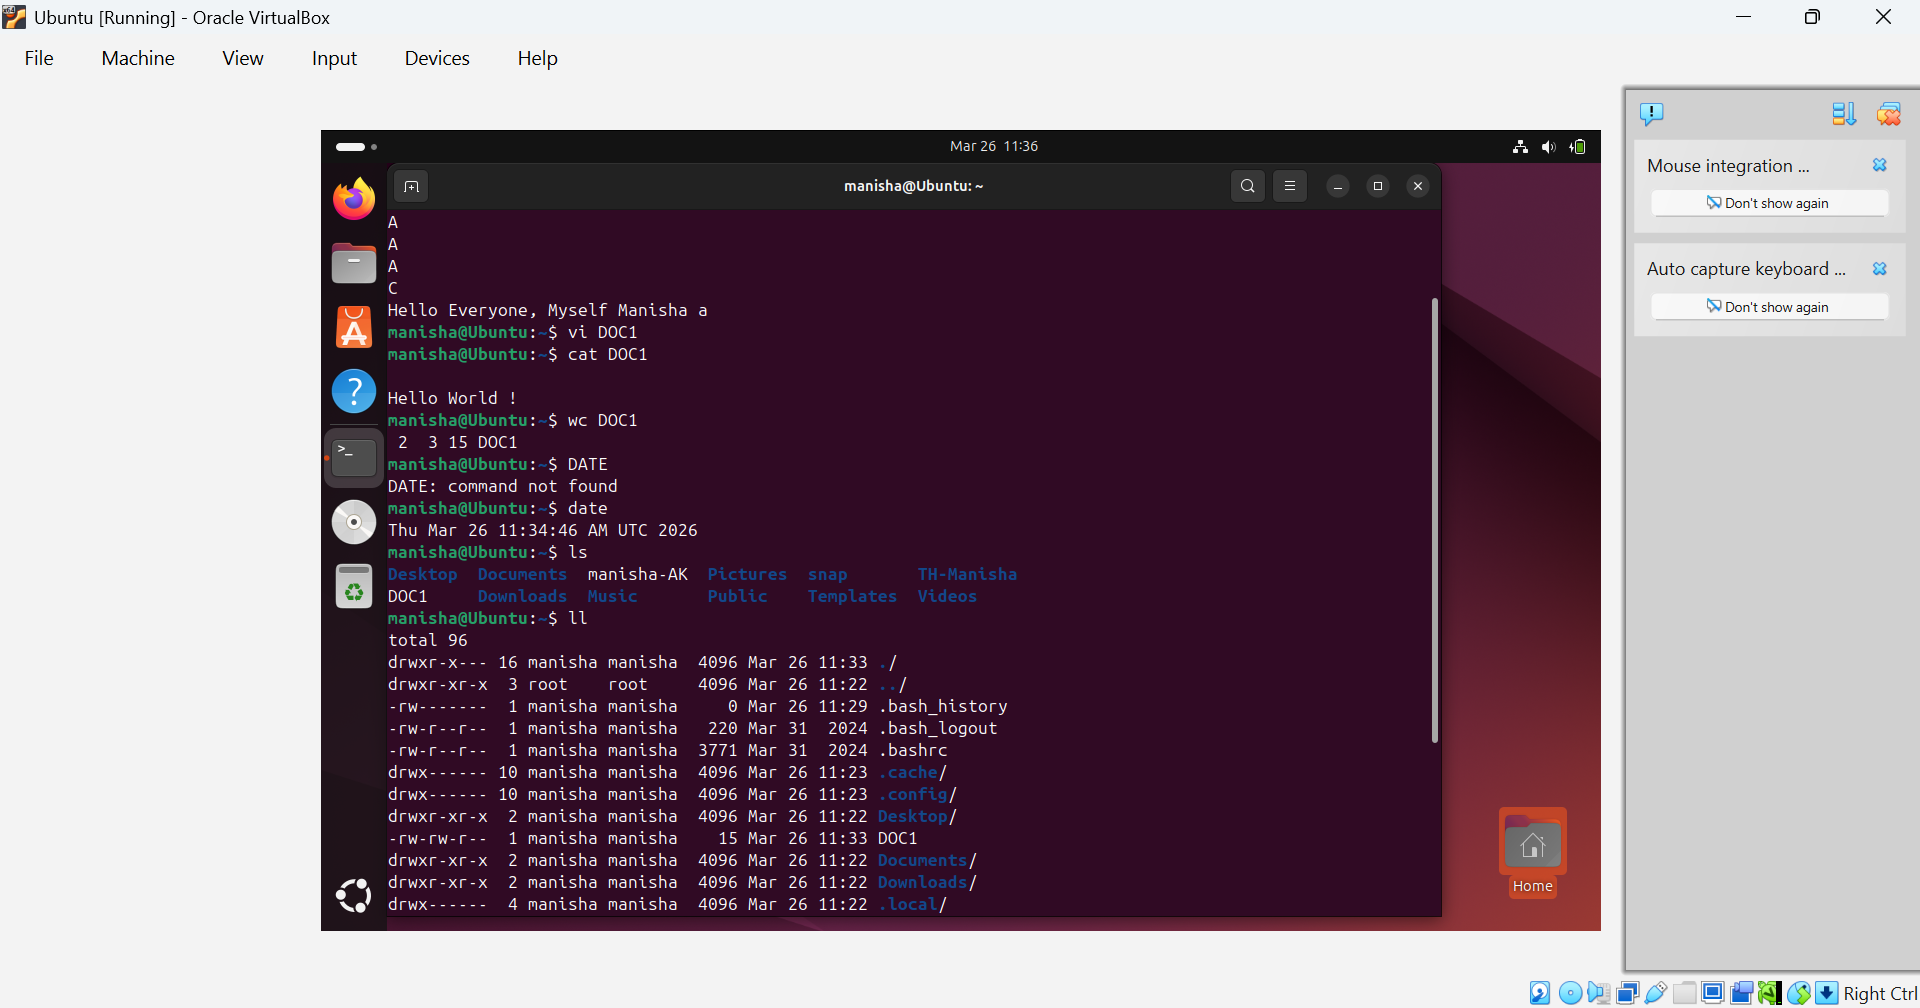 Ubuntu [Running] - Oracle VirtualBox
File Machine View Input Devices Help
Mar 26 11:36
manisha@Ubuntu: ~
A
A
A
C
Hello Everyone, Myself Manisha a
manisha@Ubuntu:~$ vi DOC1
manisha@Ubuntu:~$ cat DOC1
Hello World !
manisha@Ubuntu:~$ wc DOC1
 2  3 15 DOC1
manisha@Ubuntu:~$ DATE
DATE: command not found
manisha@Ubuntu:~$ date
Thu Mar 26 11:34:46 AM UTC 2026
manisha@Ubuntu:~$ ls
Desktop  Documents  manisha-AK  Pictures  snap       TH-Manisha
DOC1     Downloads  Music       Public    Templates  Videos
manisha@Ubuntu:~$ ll
total 96
drwxr-x--- 16 manisha manisha  4096 Mar 26 11:33 ./
drwxr-xr-x  3 root    root     4096 Mar 26 11:22 ../
-rw-------  1 manisha manisha     0 Mar 26 11:29 .bash_history
-rw-r--r--  1 manisha manisha   220 Mar 31  2024 .bash_logout
-rw-r--r--  1 manisha manisha  3771 Mar 31  2024 .bashrc
drwx------ 10 manisha manisha  4096 Mar 26 11:23 .cache/
drwx------ 10 manisha manisha  4096 Mar 26 11:23 .config/
drwxr-xr-x  2 manisha manisha  4096 Mar 26 11:22 Desktop/
-rw-rw-r--  1 manisha manisha    15 Mar 26 11:33 DOC1
drwxr-xr-x  2 manisha manisha  4096 Mar 26 11:22 Documents/
drwxr-xr-x  2 manisha manisha  4096 Mar 26 11:22 Downloads/
drwx------  4 manisha manisha  4096 Mar 26 11:22 .local/
Home
Mouse integration ...
Don't show again
Auto capture keyboard ...
Don't show again
Right Ctrl